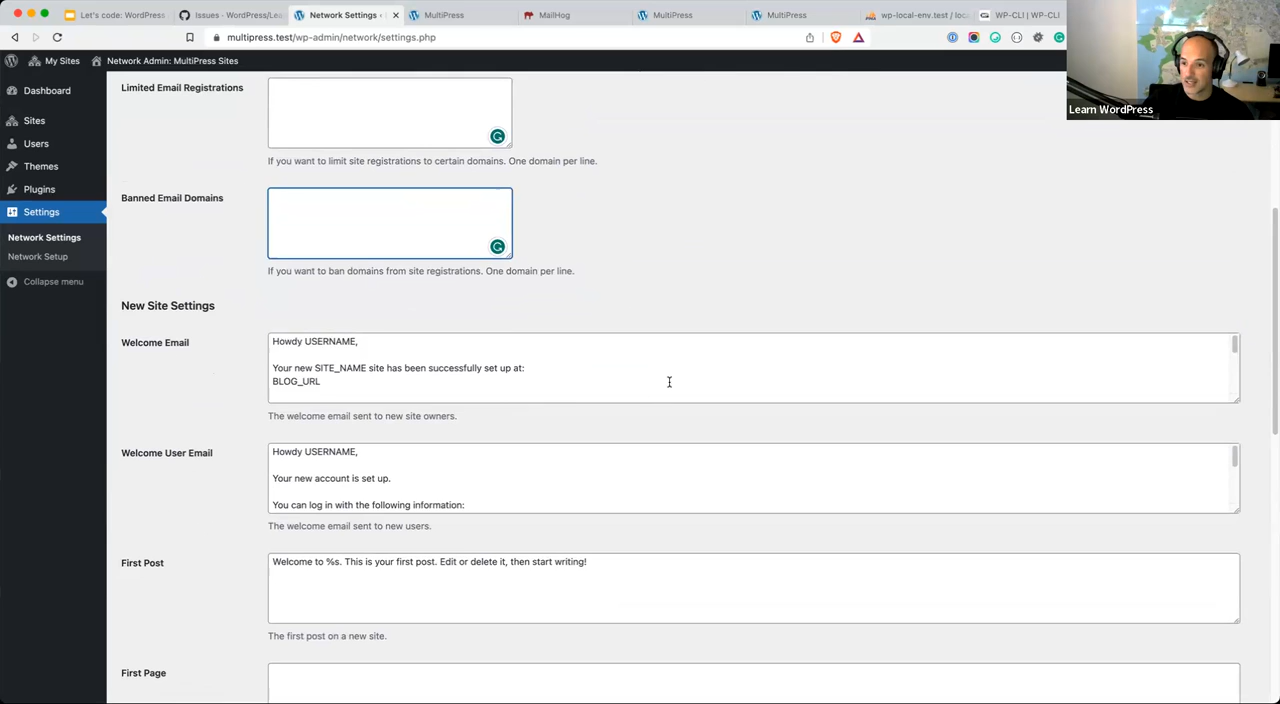 Let's code: WordPress
Issues · WordPress/Lea
Network Settings ‹
MultiPress
MailHog
MultiPress
MultiPress
wp-local-env.test / loca
WP-CLI | WP-CLI
multipress.test/wp-admin/network/settings.php
My Sites
Network Admin: MultiPress Sites
Learn WordPress
Dashboard
Sites
Users
Themes
Plugins
Settings
Network Settings
Network Setup
Collapse menu
Limited Email Registrations
If you want to limit site registrations to certain domains. One domain per line.
Banned Email Domains
If you want to ban domains from site registrations. One domain per line.
New Site Settings
Welcome Email
Howdy USERNAME,
Your new SITE_NAME site has been successfully set up at:
BLOG_URL
The welcome email sent to new site owners.
Welcome User Email
Howdy USERNAME,
Your new account is set up.
You can log in with the following information:
The welcome email sent to new users.
First Post
Welcome to %s. This is your first post. Edit or delete it, then start writing!
The first post on a new site.
First Page